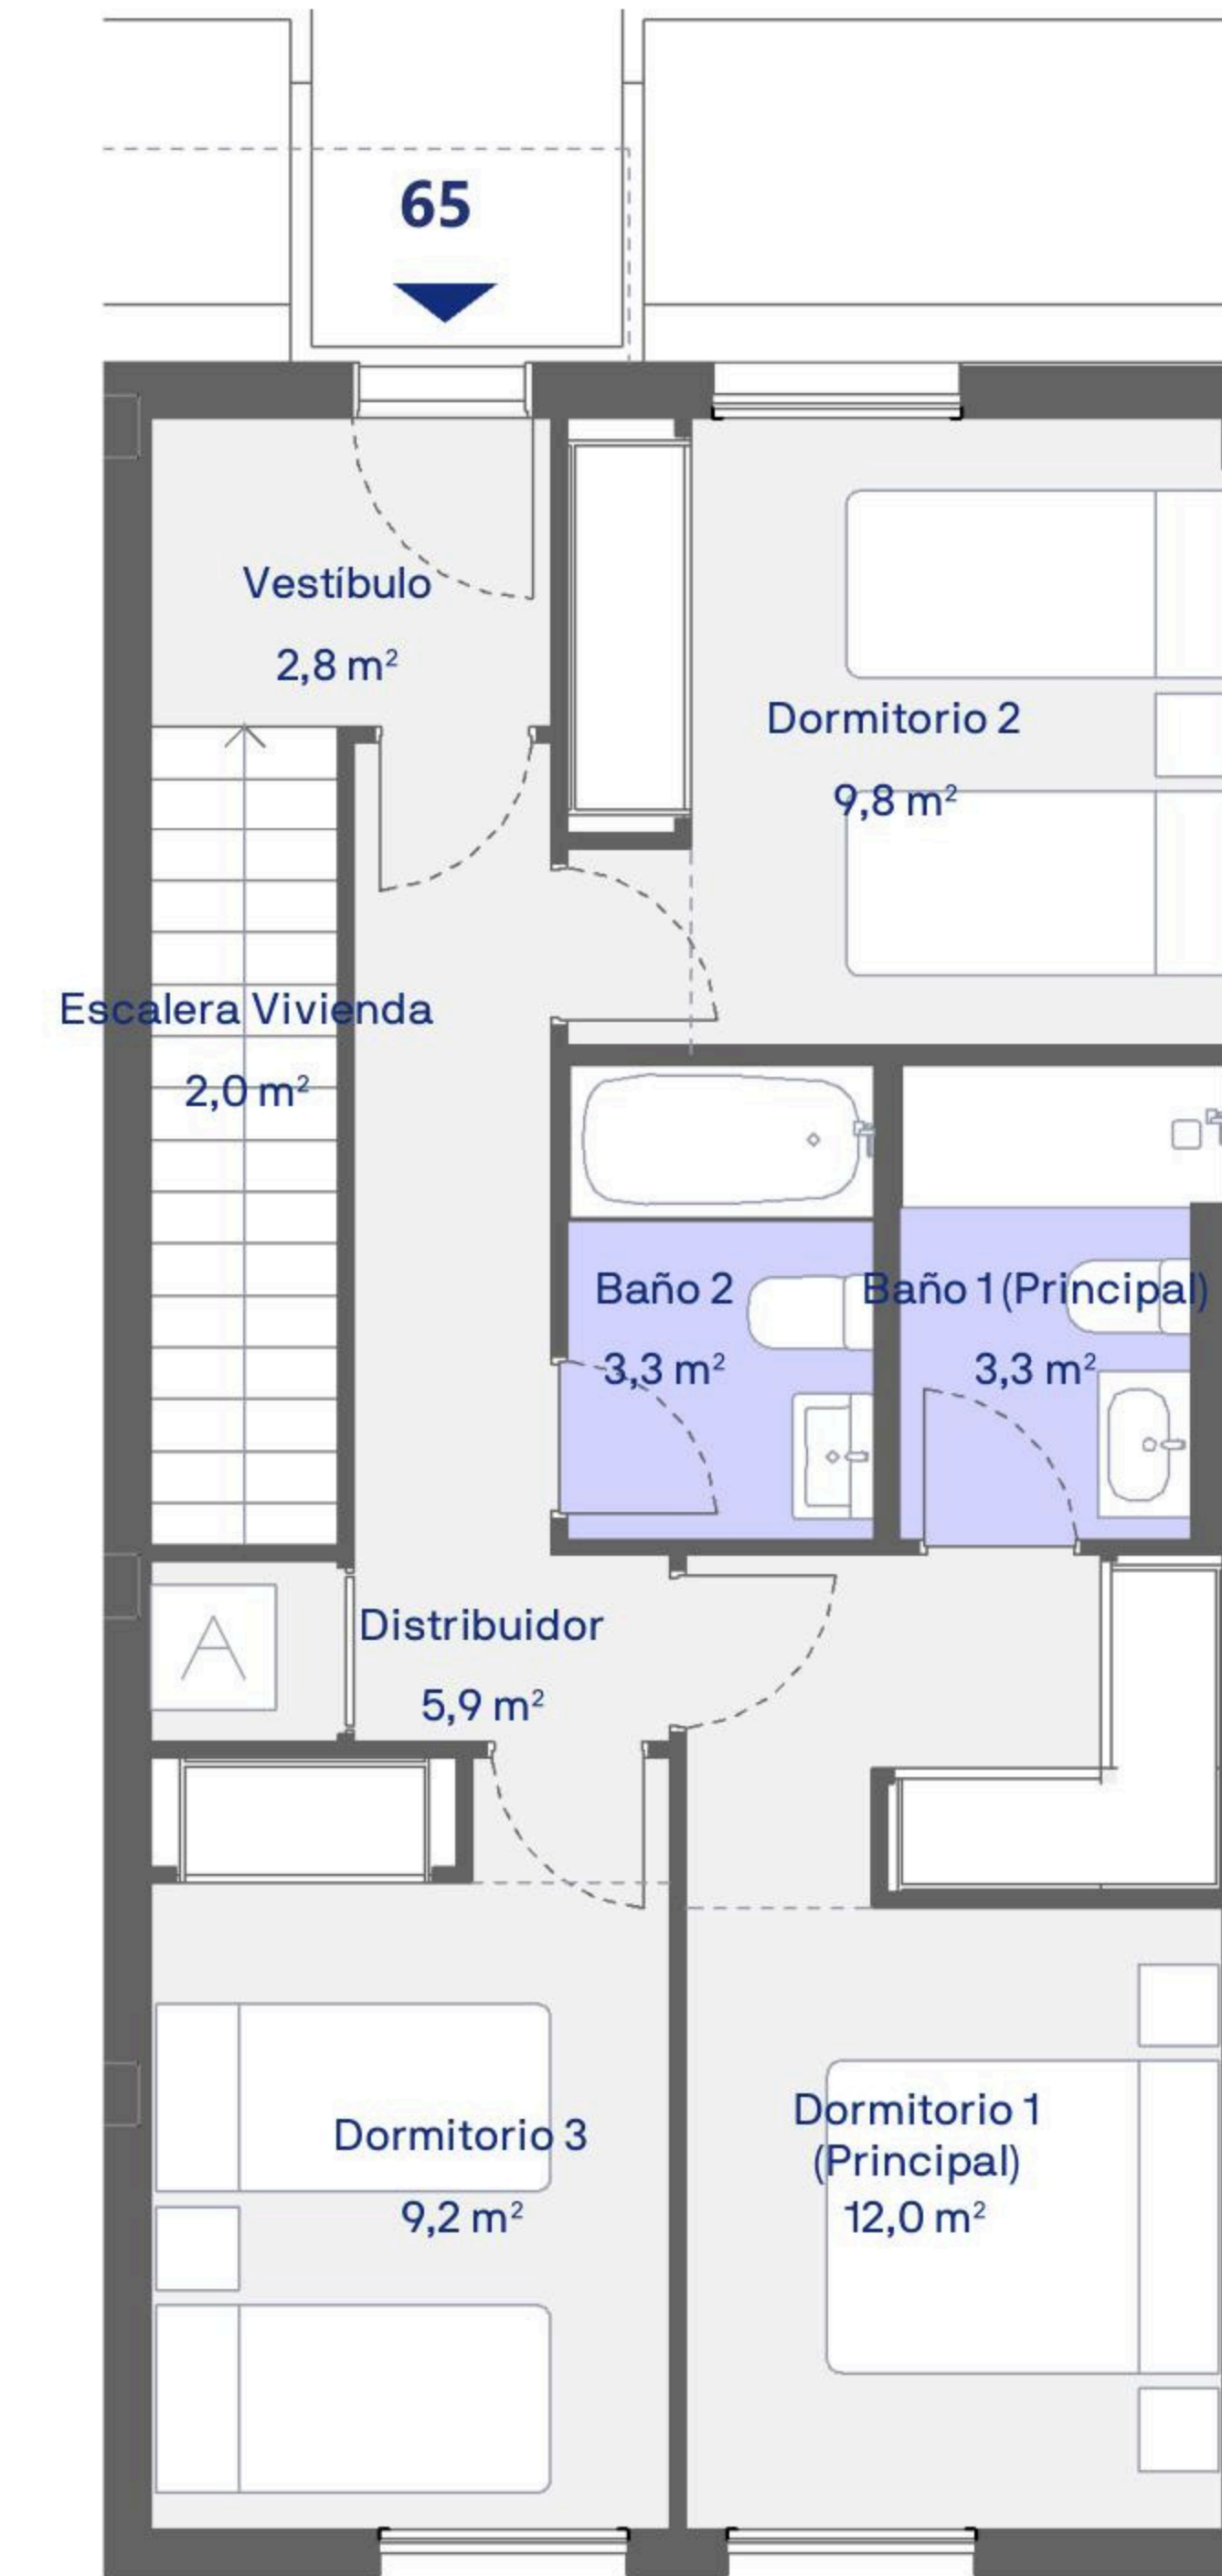 65
Vestíbulo
2,8 m²
Dormitorio 2
9,8 m²
Escalera Vivienda
2,0 m²
Baño 2
3,3 m²
Baño 1 (Principal)
3,3 m²
A
Distribuidor
5,9 m²
Dormitorio 3
9,2 m²
Dormitorio 1
(Principal)
12,0 m²